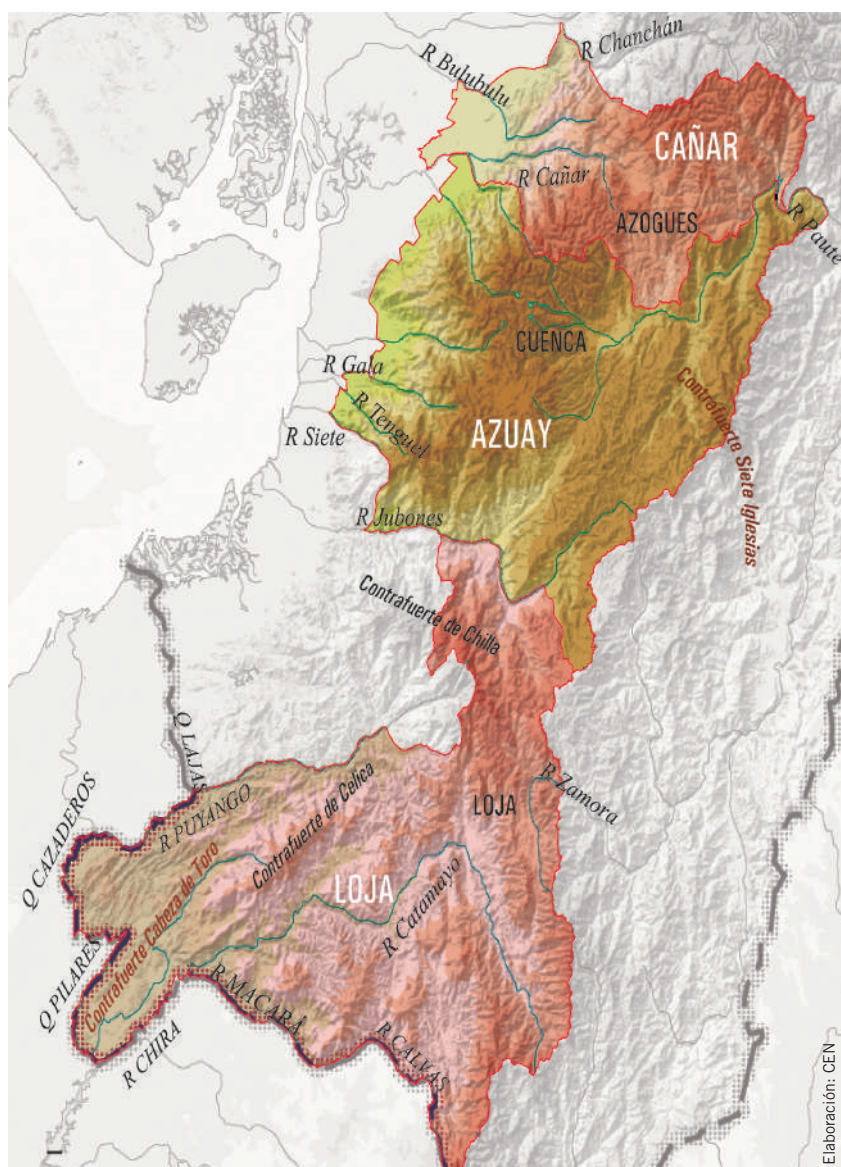 R Chanchán
R Bulubulu
CAÑAR
R Cañar
AZOGUES
R Paute
CUENCA
R Gala
Contrafuerte Siete Iglesias
R Tenguel
AZUAY
R Siete
R Jubones
Contrafuerte de Chilla
Q LAJAS
R Zamora
R PUYANGO
LOJA
Contrafuerte de Celica
Q CAZADEROS
LOJA
Contrafuerte Cabeza de Toro
R Catamayo
Q PILARES
R MACARÁ
R CHIRA
R CALVAS
Elaboración: CEN